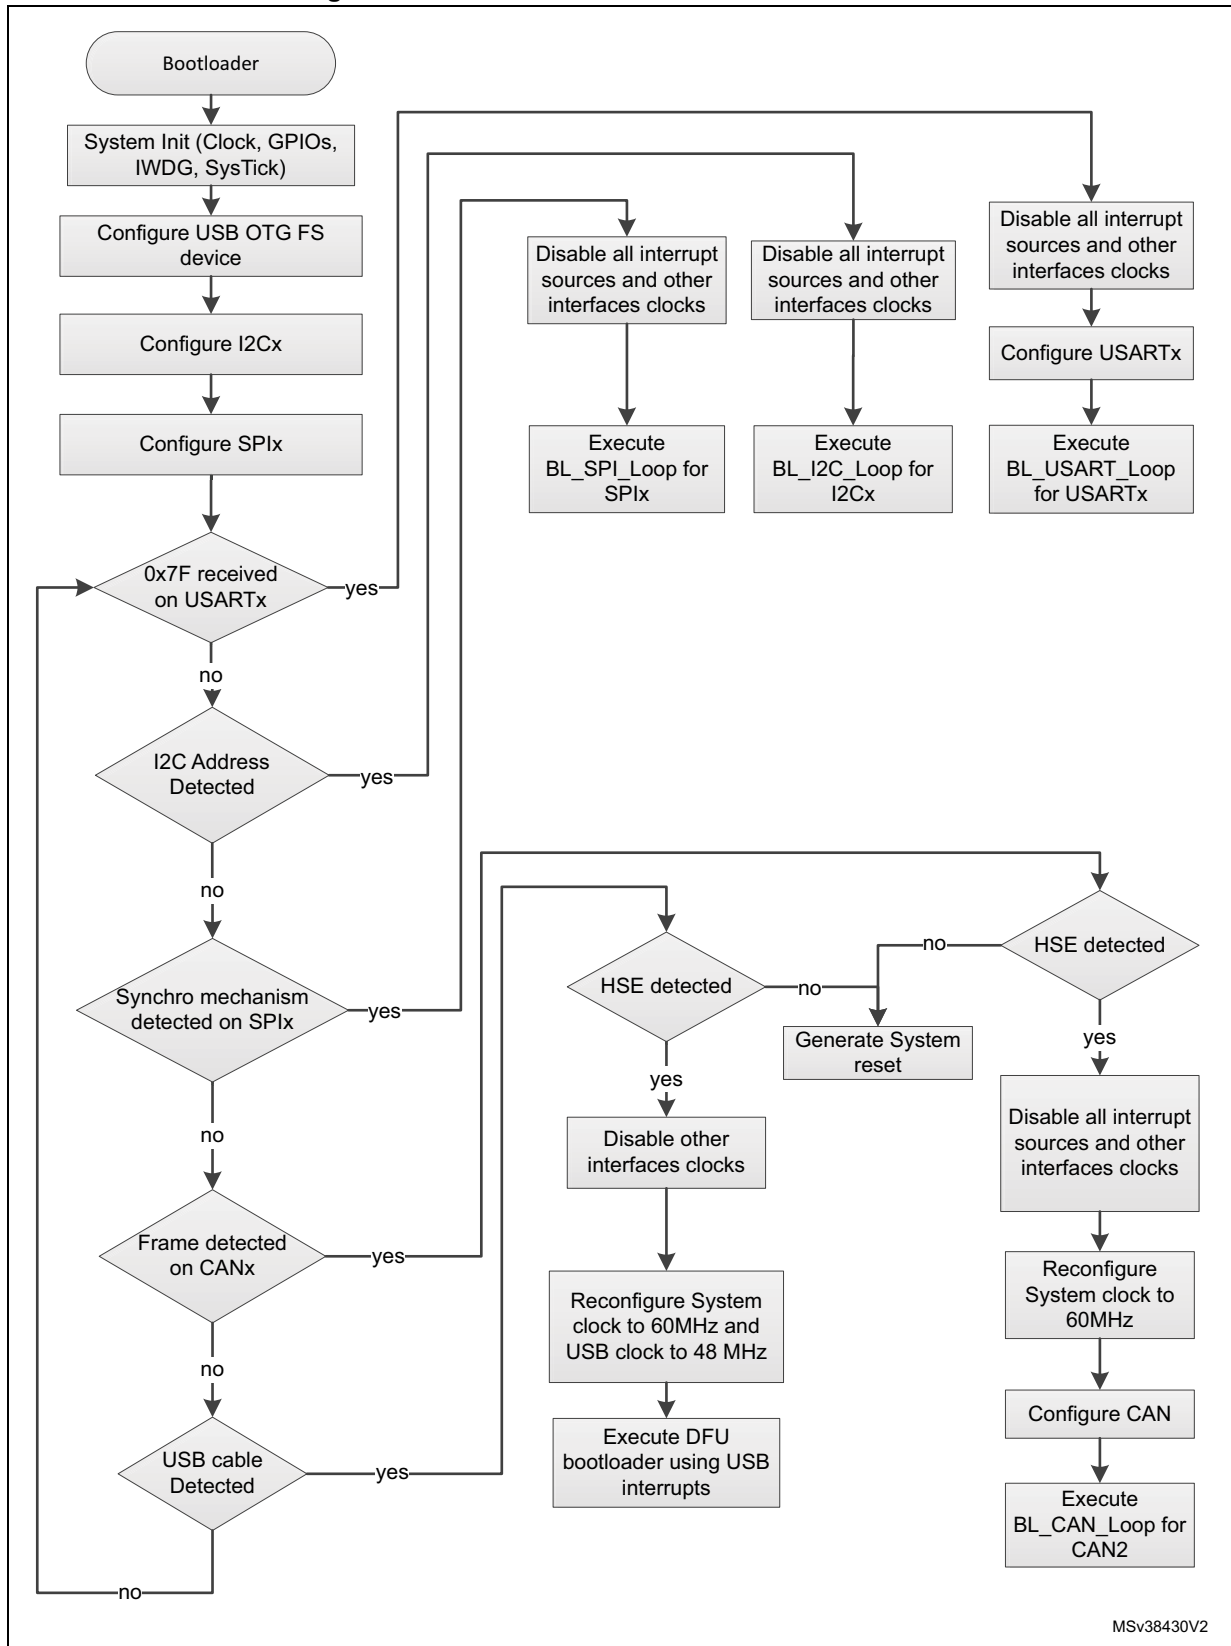 Bootloader
System Init (Clock, GPIOs,
IWDG, SysTick)
Configure USB OTG FS
device
Configure I2Cx
Configure SPIx
0x7F received
on USARTx
yes
no
I2C Address
Detected
yes
no
Synchro mechanism
detected on SPIx
yes
no
Frame detected
on CANx
yes
no
USB cable
Detected
yes
no
Disable all interrupt
sources and other
interfaces clocks
Execute
BL_SPI_Loop for
SPIx
Disable all interrupt
sources and other
interfaces clocks
Execute
BL_I2C_Loop for
I2Cx
Disable all interrupt
sources and other
interfaces clocks
Configure USARTx
Execute
BL_USART_Loop
for USARTx
HSE detected
no
yes
Generate System
reset
Disable other
interfaces clocks
Reconfigure System
clock to 60MHz and
USB clock to 48 MHz
Execute DFU
bootloader using USB
interrupts
HSE detected
no
yes
Disable all interrupt
sources and other
interfaces clocks
Reconfigure
System clock to
60MHz
Configure CAN
Execute
BL_CAN_Loop for
CAN2
MSv38430V2